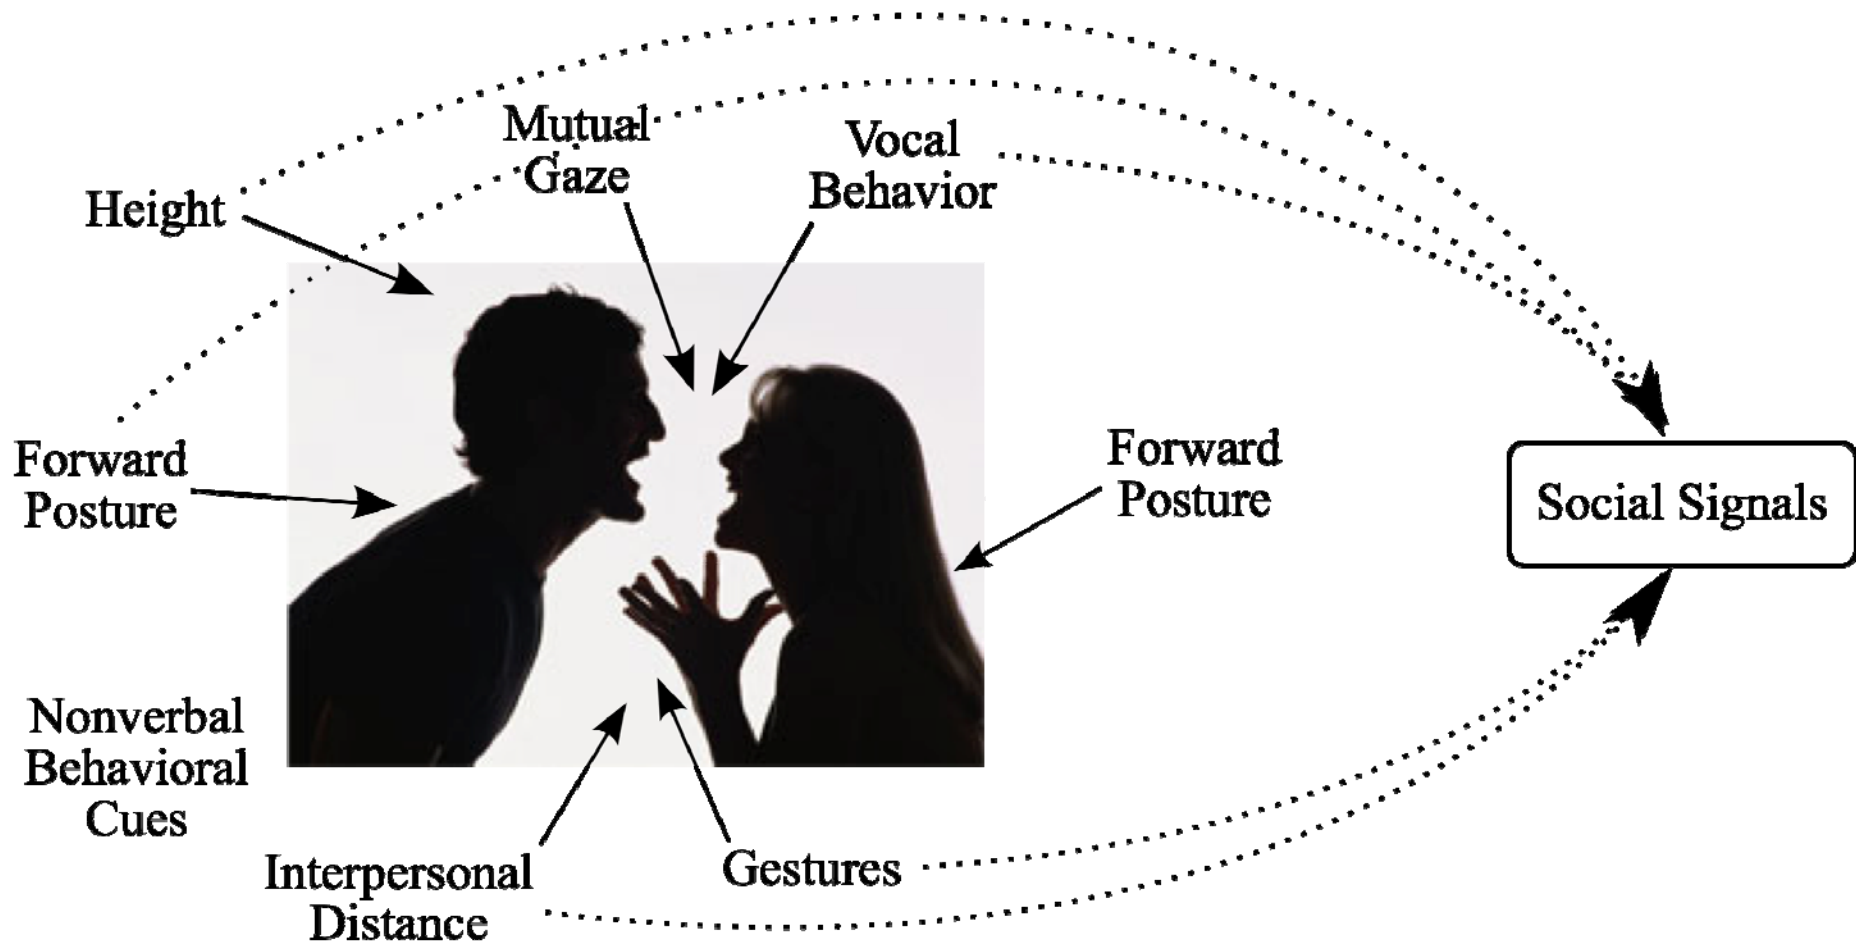 Mutual
Gaze
Vocal
Behavior
Height
Forward
Posture
Forward
Posture
Social Signals
Nonverbal
Behavioral
Cues
Interpersonal
Distance
Gestures